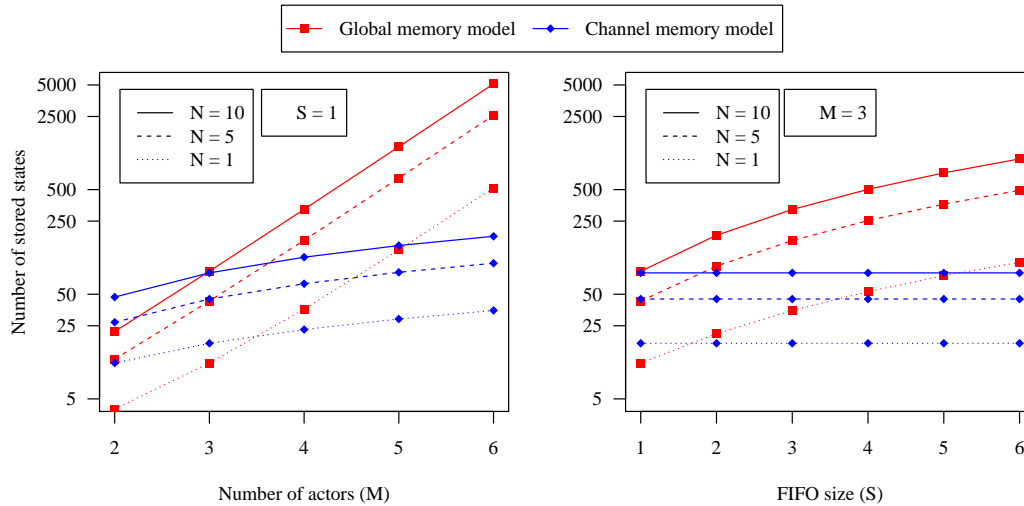 Global memory model
Channel memory model
Number of stored states
5000
2500
500
250
50
25
5
N = 10
N = 5
N = 1
S = 1
2
3
4
5
6
Number of actors (M)
5000
2500
500
250
50
25
5
N = 10
N = 5
N = 1
M = 3
1
2
3
4
5
6
FIFO size (S)